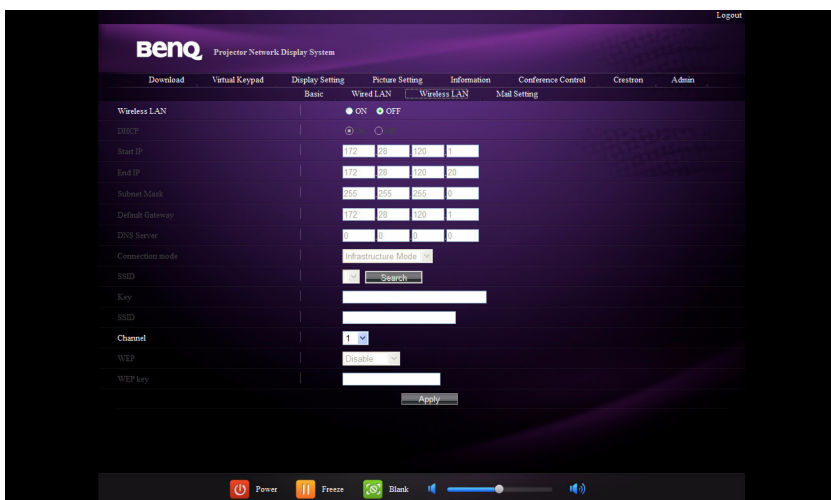 Logout
BenQ Projector Network Display System
Download Virtual Keypad Display Setting Picture Setting Information Conference Control Crestron Admin
Basic Wired LAN Wireless LAN Mail Setting
Wireless LAN ON OFF
DHCP
Start IP 172 .28 .120 .1
End IP 172 .28 .120 .20
Subnet Mask 255 .255 .255 .0
Default Gateway 172 .28 .120 .1
DNS Server 0 .0 .0 .0
Connection mode Infrastructure Mode
SSID Search
Key
SSID
Channel 1
WEP Disable
WEP key
Apply
Power Freeze Blank